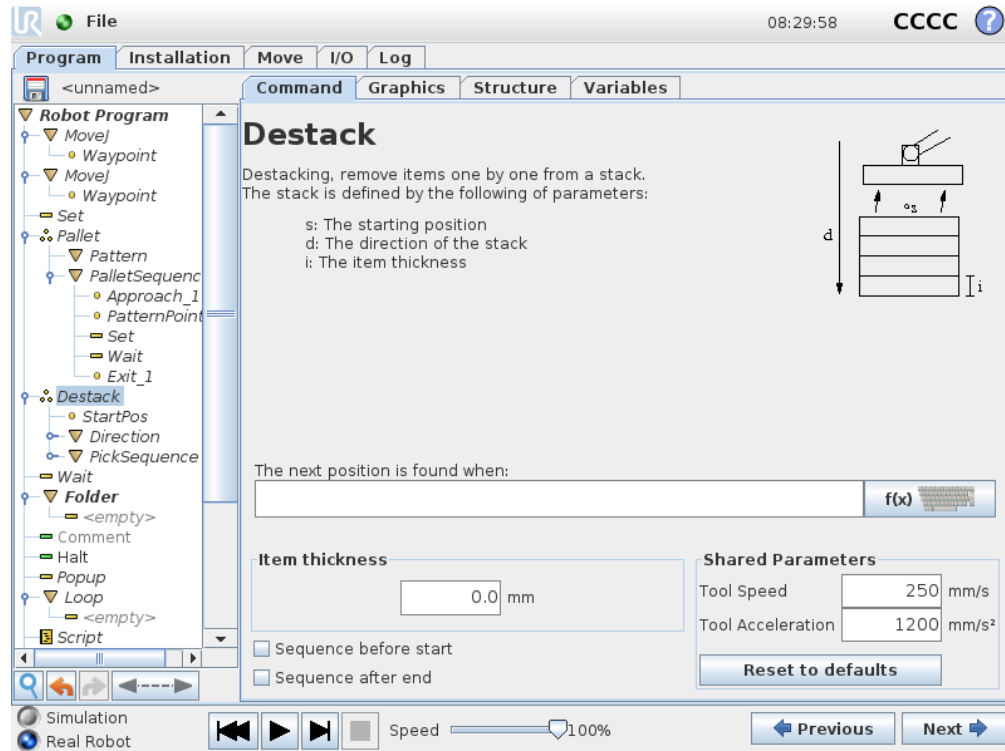 UR File 08:29:58 CCCC ?
Program Installation Move I/O Log
<unnamed>
Command Graphics Structure Variables
Robot Program
MoveJ
Waypoint
MoveJ
Waypoint
Set
Pallet
Pattern
PalletSequenc
Approach_1
PatternPoint
Set
Wait
Exit_1
Destack
StartPos
Direction
PickSequence
Wait
Folder
<empty>
Comment
Halt
Popup
Loop
<empty>
Script
Destack
Destacking, remove items one by one from a stack.
The stack is defined by the following of parameters:
s: The starting position
d: The direction of the stack
i: The item thickness
s
d
i
The next position is found when:
f(x)
Item thickness
0.0 mm
Sequence before start
Sequence after end
Shared Parameters
Tool Speed 250 mm/s
Tool Acceleration 1200 mm/s²
Reset to defaults
Simulation
Real Robot
Speed 100%
Previous Next